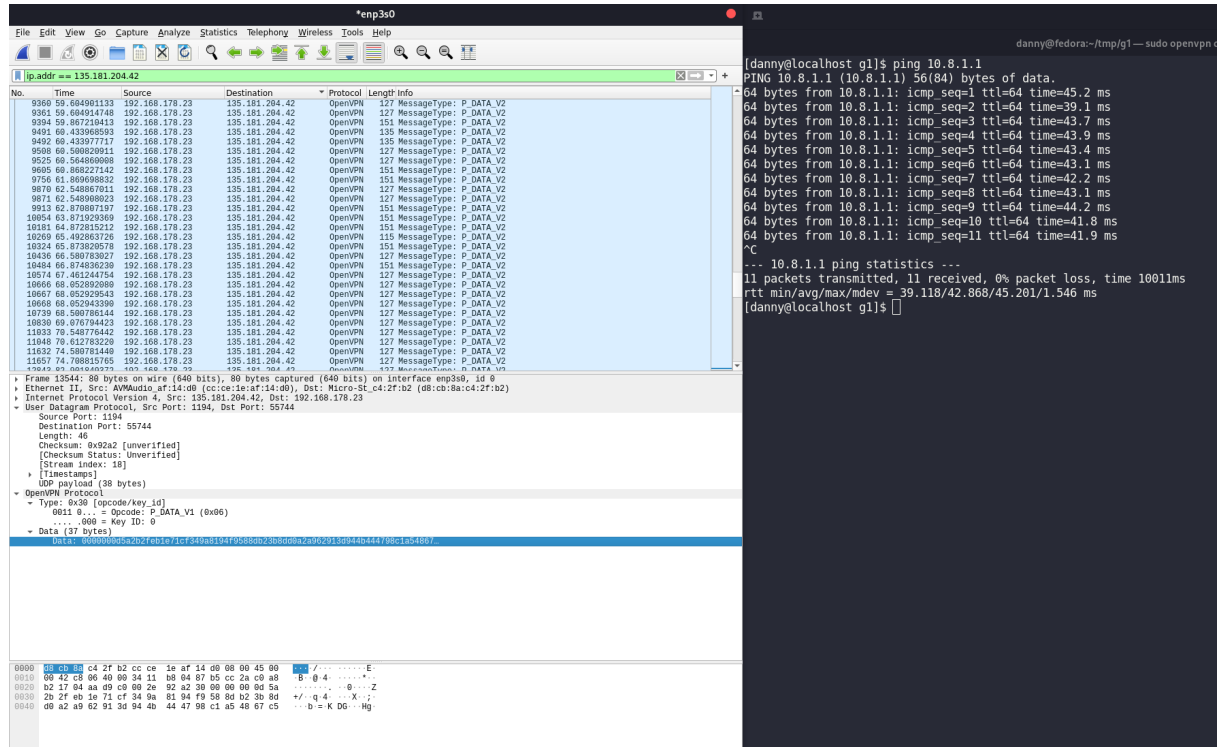 *enp3s0
File Edit View Go Capture Analyze Statistics Telephony Wireless Tools Help
ip.addr == 135.181.204.42
No. Time Source Destination Protocol Length Info
9360 59.604901133 192.168.178.23 135.181.204.42 OpenVPN 127 MessageType: P_DATA_V2
9361 59.604914748 192.168.178.23 135.181.204.42 OpenVPN 127 MessageType: P_DATA_V2
9394 59.867210413 192.168.178.23 135.181.204.42 OpenVPN 151 MessageType: P_DATA_V2
9491 60.433968593 192.168.178.23 135.181.204.42 OpenVPN 135 MessageType: P_DATA_V2
9492 60.433977717 192.168.178.23 135.181.204.42 OpenVPN 135 MessageType: P_DATA_V2
9508 60.500820911 192.168.178.23 135.181.204.42 OpenVPN 127 MessageType: P_DATA_V2
9525 60.564860008 192.168.178.23 135.181.204.42 OpenVPN 127 MessageType: P_DATA_V2
9605 60.868227142 192.168.178.23 135.181.204.42 OpenVPN 151 MessageType: P_DATA_V2
9756 61.869698832 192.168.178.23 135.181.204.42 OpenVPN 151 MessageType: P_DATA_V2
9870 62.548867011 192.168.178.23 135.181.204.42 OpenVPN 127 MessageType: P_DATA_V2
9871 62.548908023 192.168.178.23 135.181.204.42 OpenVPN 127 MessageType: P_DATA_V2
9913 62.870807197 192.168.178.23 135.181.204.42 OpenVPN 151 MessageType: P_DATA_V2
10054 63.871929369 192.168.178.23 135.181.204.42 OpenVPN 151 MessageType: P_DATA_V2
10181 64.872815212 192.168.178.23 135.181.204.42 OpenVPN 151 MessageType: P_DATA_V2
10269 65.492863726 192.168.178.23 135.181.204.42 OpenVPN 115 MessageType: P_DATA_V2
10324 65.873820578 192.168.178.23 135.181.204.42 OpenVPN 151 MessageType: P_DATA_V2
10436 66.580783027 192.168.178.23 135.181.204.42 OpenVPN 127 MessageType: P_DATA_V2
10484 66.874836230 192.168.178.23 135.181.204.42 OpenVPN 151 MessageType: P_DATA_V2
10574 67.461244754 192.168.178.23 135.181.204.42 OpenVPN 127 MessageType: P_DATA_V2
10666 68.052892080 192.168.178.23 135.181.204.42 OpenVPN 127 MessageType: P_DATA_V2
10667 68.052929543 192.168.178.23 135.181.204.42 OpenVPN 127 MessageType: P_DATA_V2
10668 68.052943390 192.168.178.23 135.181.204.42 OpenVPN 127 MessageType: P_DATA_V2
10739 68.500786144 192.168.178.23 135.181.204.42 OpenVPN 127 MessageType: P_DATA_V2
10830 69.076794423 192.168.178.23 135.181.204.42 OpenVPN 127 MessageType: P_DATA_V2
11033 70.548776442 192.168.178.23 135.181.204.42 OpenVPN 127 MessageType: P_DATA_V2
11048 70.612783220 192.168.178.23 135.181.204.42 OpenVPN 127 MessageType: P_DATA_V2
11632 74.580781440 192.168.178.23 135.181.204.42 OpenVPN 127 MessageType: P_DATA_V2
11657 74.708815765 192.168.178.23 135.181.204.42 OpenVPN 127 MessageType: P_DATA_V2
Frame 13544: 80 bytes on wire (640 bits), 80 bytes captured (640 bits) on interface enp3s0, id 0
Ethernet II, Src: AVMAudio_af:14:d0 (cc:ce:1e:af:14:d0), Dst: Micro-St_c4:2f:b2 (d8:cb:8a:c4:2f:b2)
Internet Protocol Version 4, Src: 135.181.204.42, Dst: 192.168.178.23
User Datagram Protocol, Src Port: 1194, Dst Port: 55744
Source Port: 1194
Destination Port: 55744
Length: 46
Checksum: 0x92a2 [unverified]
[Checksum Status: Unverified]
[Stream index: 18]
[Timestamps]
UDP payload (38 bytes)
OpenVPN Protocol
Type: 0x30 [opcode/key_id]
0011 0... = Opcode: P_DATA_V1 (0x06)
.... .000 = Key ID: 0
Data (37 bytes)
Data: 0000000d5a2b2feb1e71cf349a8194f9588db23b8dd0a2a962913d944b444798c1a54867…
0000 d8 cb 8a c4 2f b2 cc ce 1e af 14 d0 08 00 45 00 ····/··· ······E·
0010 00 42 c8 06 40 00 34 11 b8 04 87 b5 cc 2a c0 a8 ·B··@·4· ·····*··
0020 b2 17 04 aa d9 c0 00 2e 92 a2 30 00 00 00 0d 5a ·······. ··0····Z
0030 2b 2f eb 1e 71 cf 34 9a 81 94 f9 58 8d b2 3b 8d +/··q·4· ···X··;·
0040 d0 a2 a9 62 91 3d 94 4b 44 47 98 c1 a5 48 67 c5 ···b·=·K DG···Hg·
danny@fedora:~/tmp/g1 — sudo openvpn
[danny@localhost g1]$ ping 10.8.1.1
PING 10.8.1.1 (10.8.1.1) 56(84) bytes of data.
64 bytes from 10.8.1.1: icmp_seq=1 ttl=64 time=45.2 ms
64 bytes from 10.8.1.1: icmp_seq=2 ttl=64 time=39.1 ms
64 bytes from 10.8.1.1: icmp_seq=3 ttl=64 time=43.7 ms
64 bytes from 10.8.1.1: icmp_seq=4 ttl=64 time=43.9 ms
64 bytes from 10.8.1.1: icmp_seq=5 ttl=64 time=43.4 ms
64 bytes from 10.8.1.1: icmp_seq=6 ttl=64 time=43.1 ms
64 bytes from 10.8.1.1: icmp_seq=7 ttl=64 time=42.2 ms
64 bytes from 10.8.1.1: icmp_seq=8 ttl=64 time=43.1 ms
64 bytes from 10.8.1.1: icmp_seq=9 ttl=64 time=44.2 ms
64 bytes from 10.8.1.1: icmp_seq=10 ttl=64 time=41.8 ms
64 bytes from 10.8.1.1: icmp_seq=11 ttl=64 time=41.9 ms
^C
--- 10.8.1.1 ping statistics ---
11 packets transmitted, 11 received, 0% packet loss, time 10011ms
rtt min/avg/max/mdev = 39.118/42.868/45.201/1.546 ms
[danny@localhost g1]$